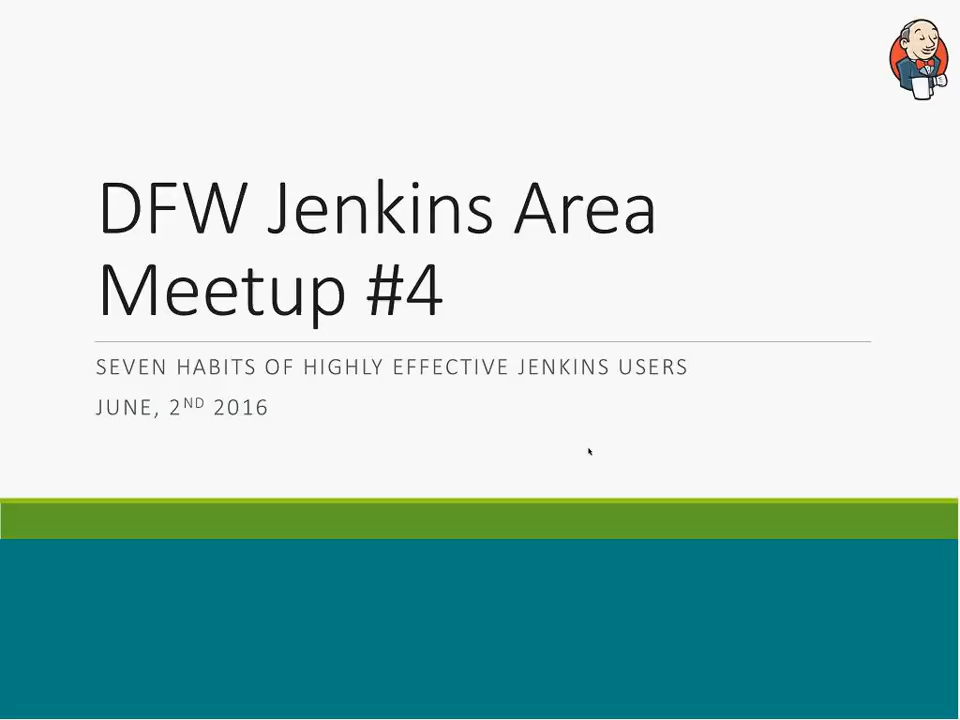 DFW Jenkins Area
Meetup #4
SEVEN HABITS OF HIGHLY EFFECTIVE JENKINS USERS
JUNE, 2ND 2016